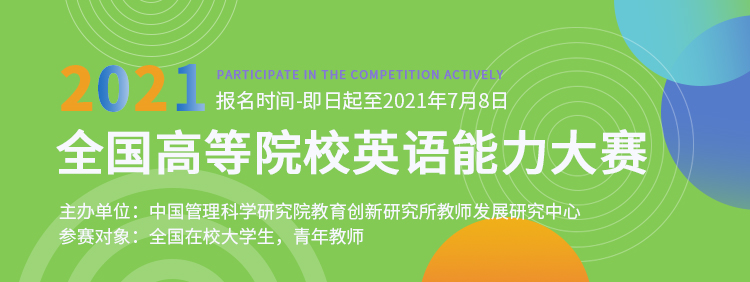 2021
PARTICIPATE IN THE COMPETITION ACTIVELY
报名时间-即日起至2021年7月8日
全国高等院校英语能力大赛
主办单位：中国管理科学研究院教育创新研究所教师发展研究中心
参赛对象：全国在校大学生，青年教师